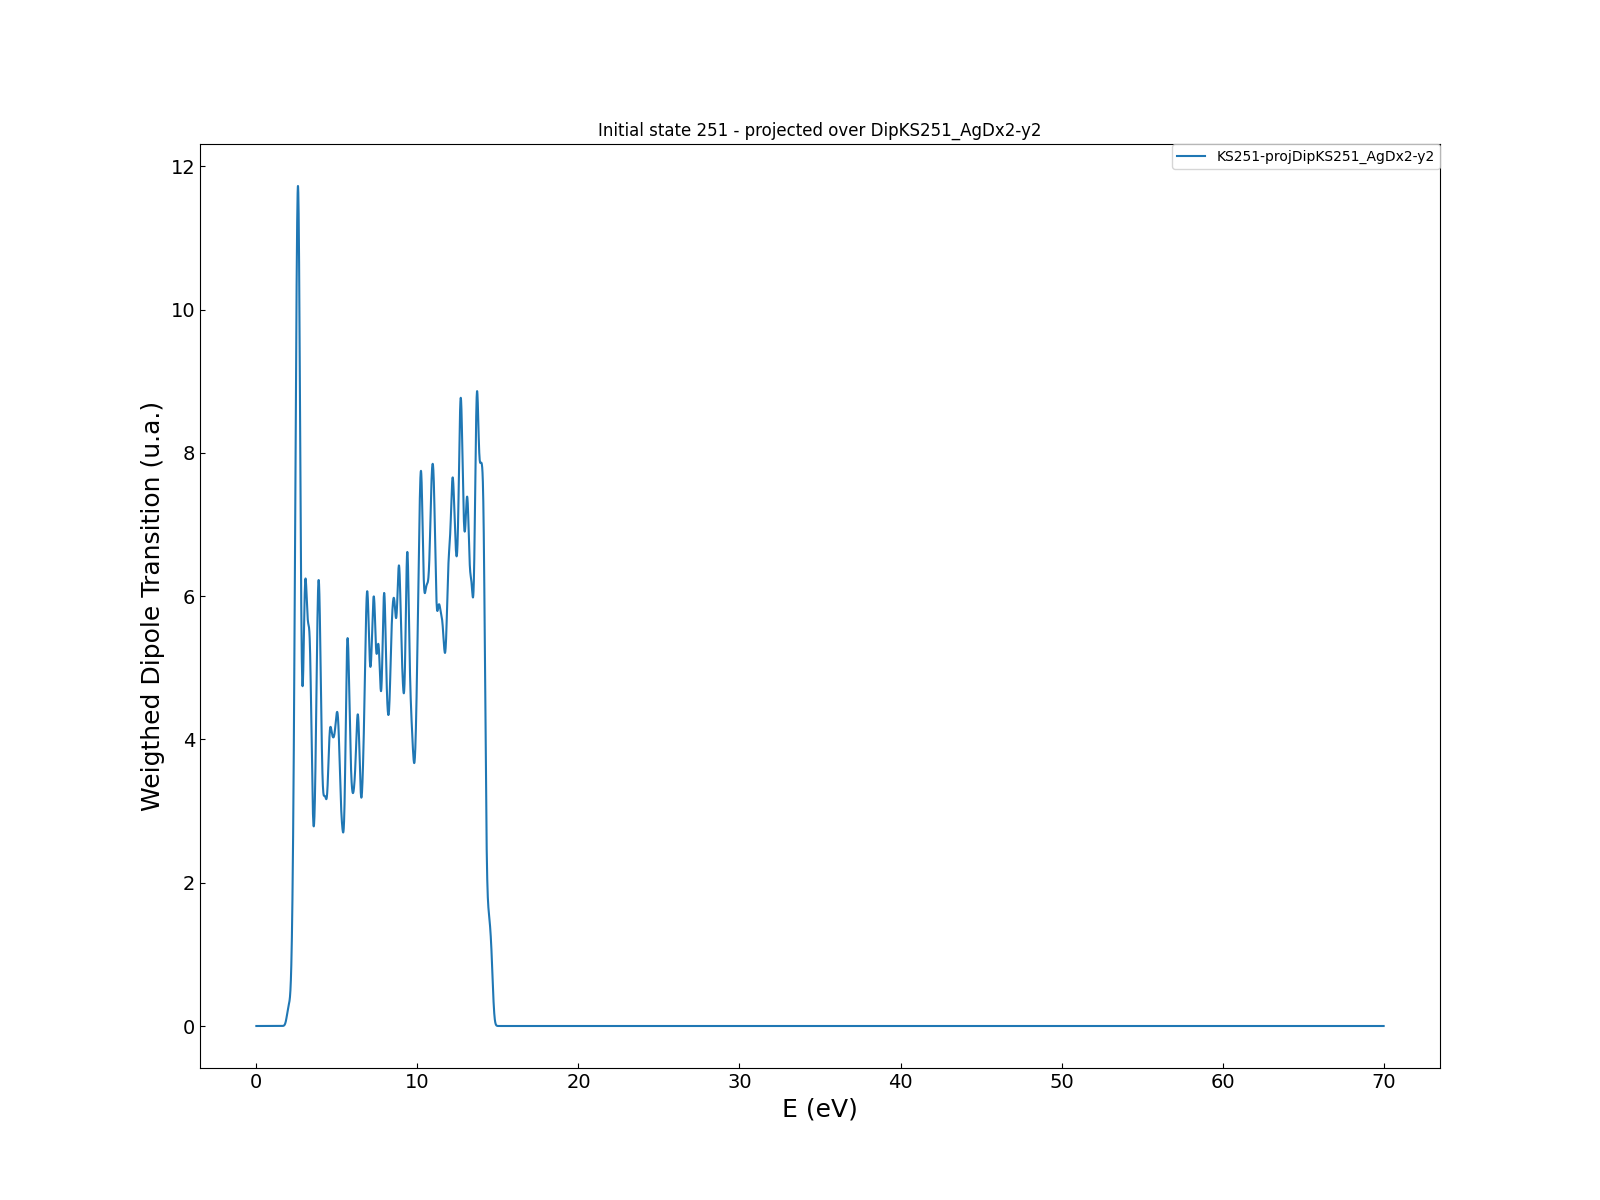 Initial state 251 - projected over DipKS251_AgDx2-y2
KS251-projDipKS251_AgDx2-y2
Weigthed Dipole Transition (u.a.)
12
10
8
6
4
2
0
0 10 20 30 40 50 60 70
E (eV)